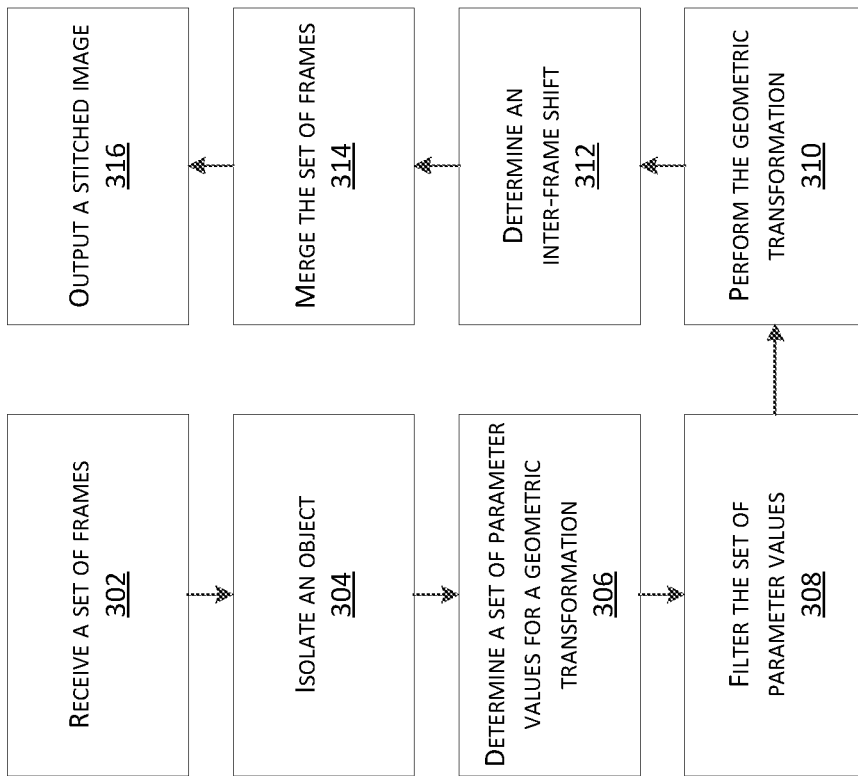 RECEIVE A SET OF FRAMES
302
ISOLATE AN OBJECT
304
DETERMINE A SET OF PARAMETER
VALUES FOR A GEOMETRIC
TRANSFORMATION
306
FILTER THE SET OF
PARAMETER VALUES
308
PERFORM THE GEOMETRIC
TRANSFORMATION
310
DETERMINE AN
INTER-FRAME SHIFT
312
MERGE THE SET OF FRAMES
314
OUTPUT A STITCHED IMAGE
316